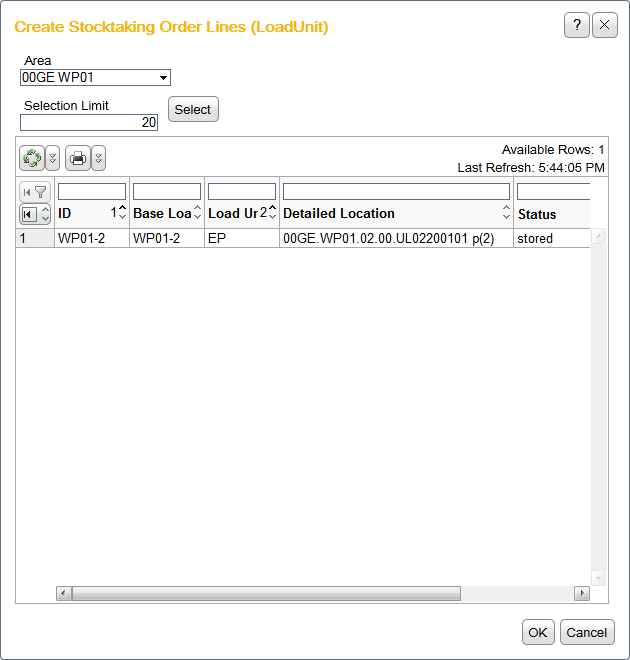 Create Stocktaking Order Lines (LoadUnit)
?
Area
00GE WP01
Selection Limit
20
Select
Available Rows: 1
Last Refresh: 5:44:05 PM
ID 1 Base Loa Load Ur 2 Detailed Location Status
1 WP01-2 WP01-2 EP 00GE.WP01.02.00.UL02200101 p(2) stored
OK Cancel